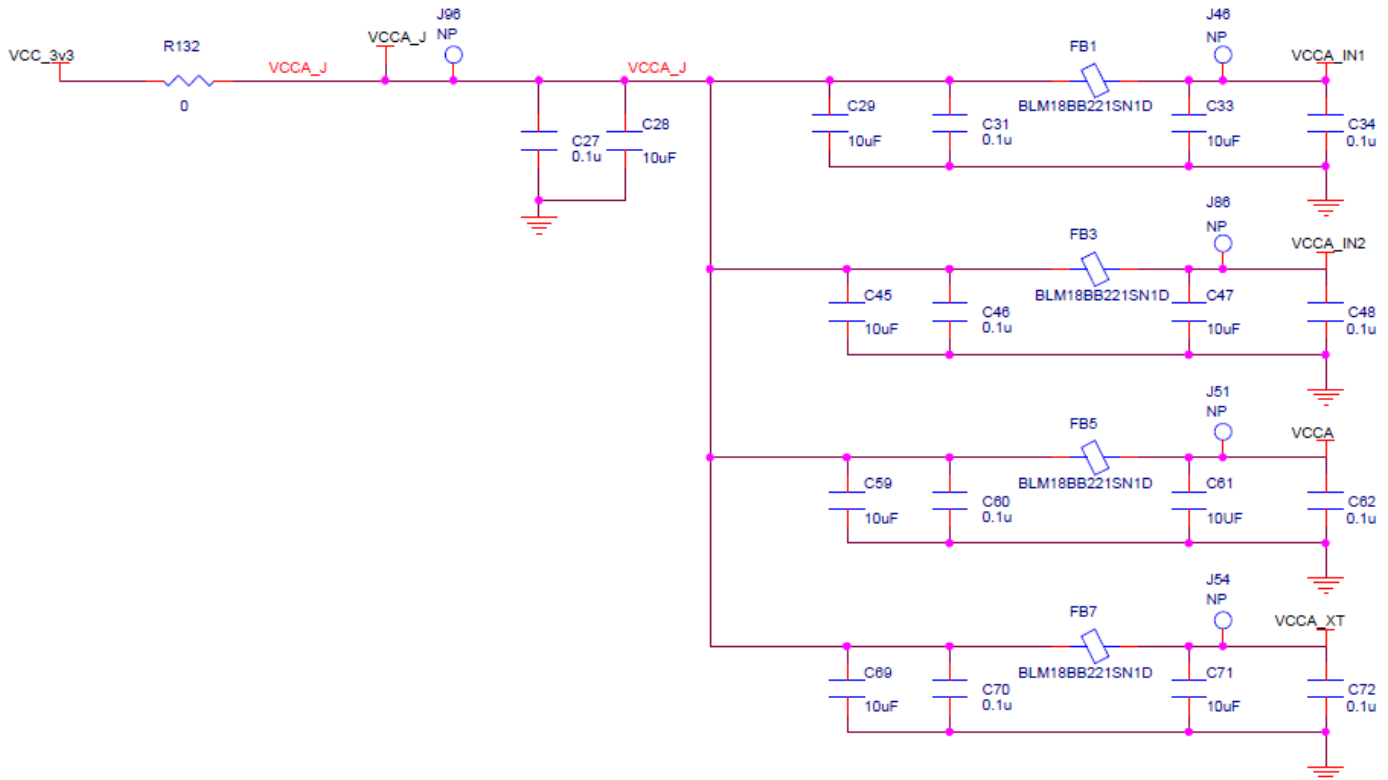 J96
NP
VCCA_J
R132
VCC_3v3
VCCA_J
0
VCCA_J
C27
0.1u
C28
10uF
J46
NP
FB1
VCCA_IN1
BLM18BB221SN1D
C29
10uF
C31
0.1u
C33
10uF
C34
0.1u
J86
NP
FB3
VCCA_IN2
BLM18BB221SN1D
C45
10uF
C46
0.1u
C47
10uF
C48
0.1u
J51
NP
FB5
VCCA
BLM18BB221SN1D
C59
10uF
C60
0.1u
C61
10UF
C62
0.1u
J54
NP
FB7
VCCA_XT
BLM18BB221SN1D
C69
10uF
C70
0.1u
C71
10uF
C72
0.1u